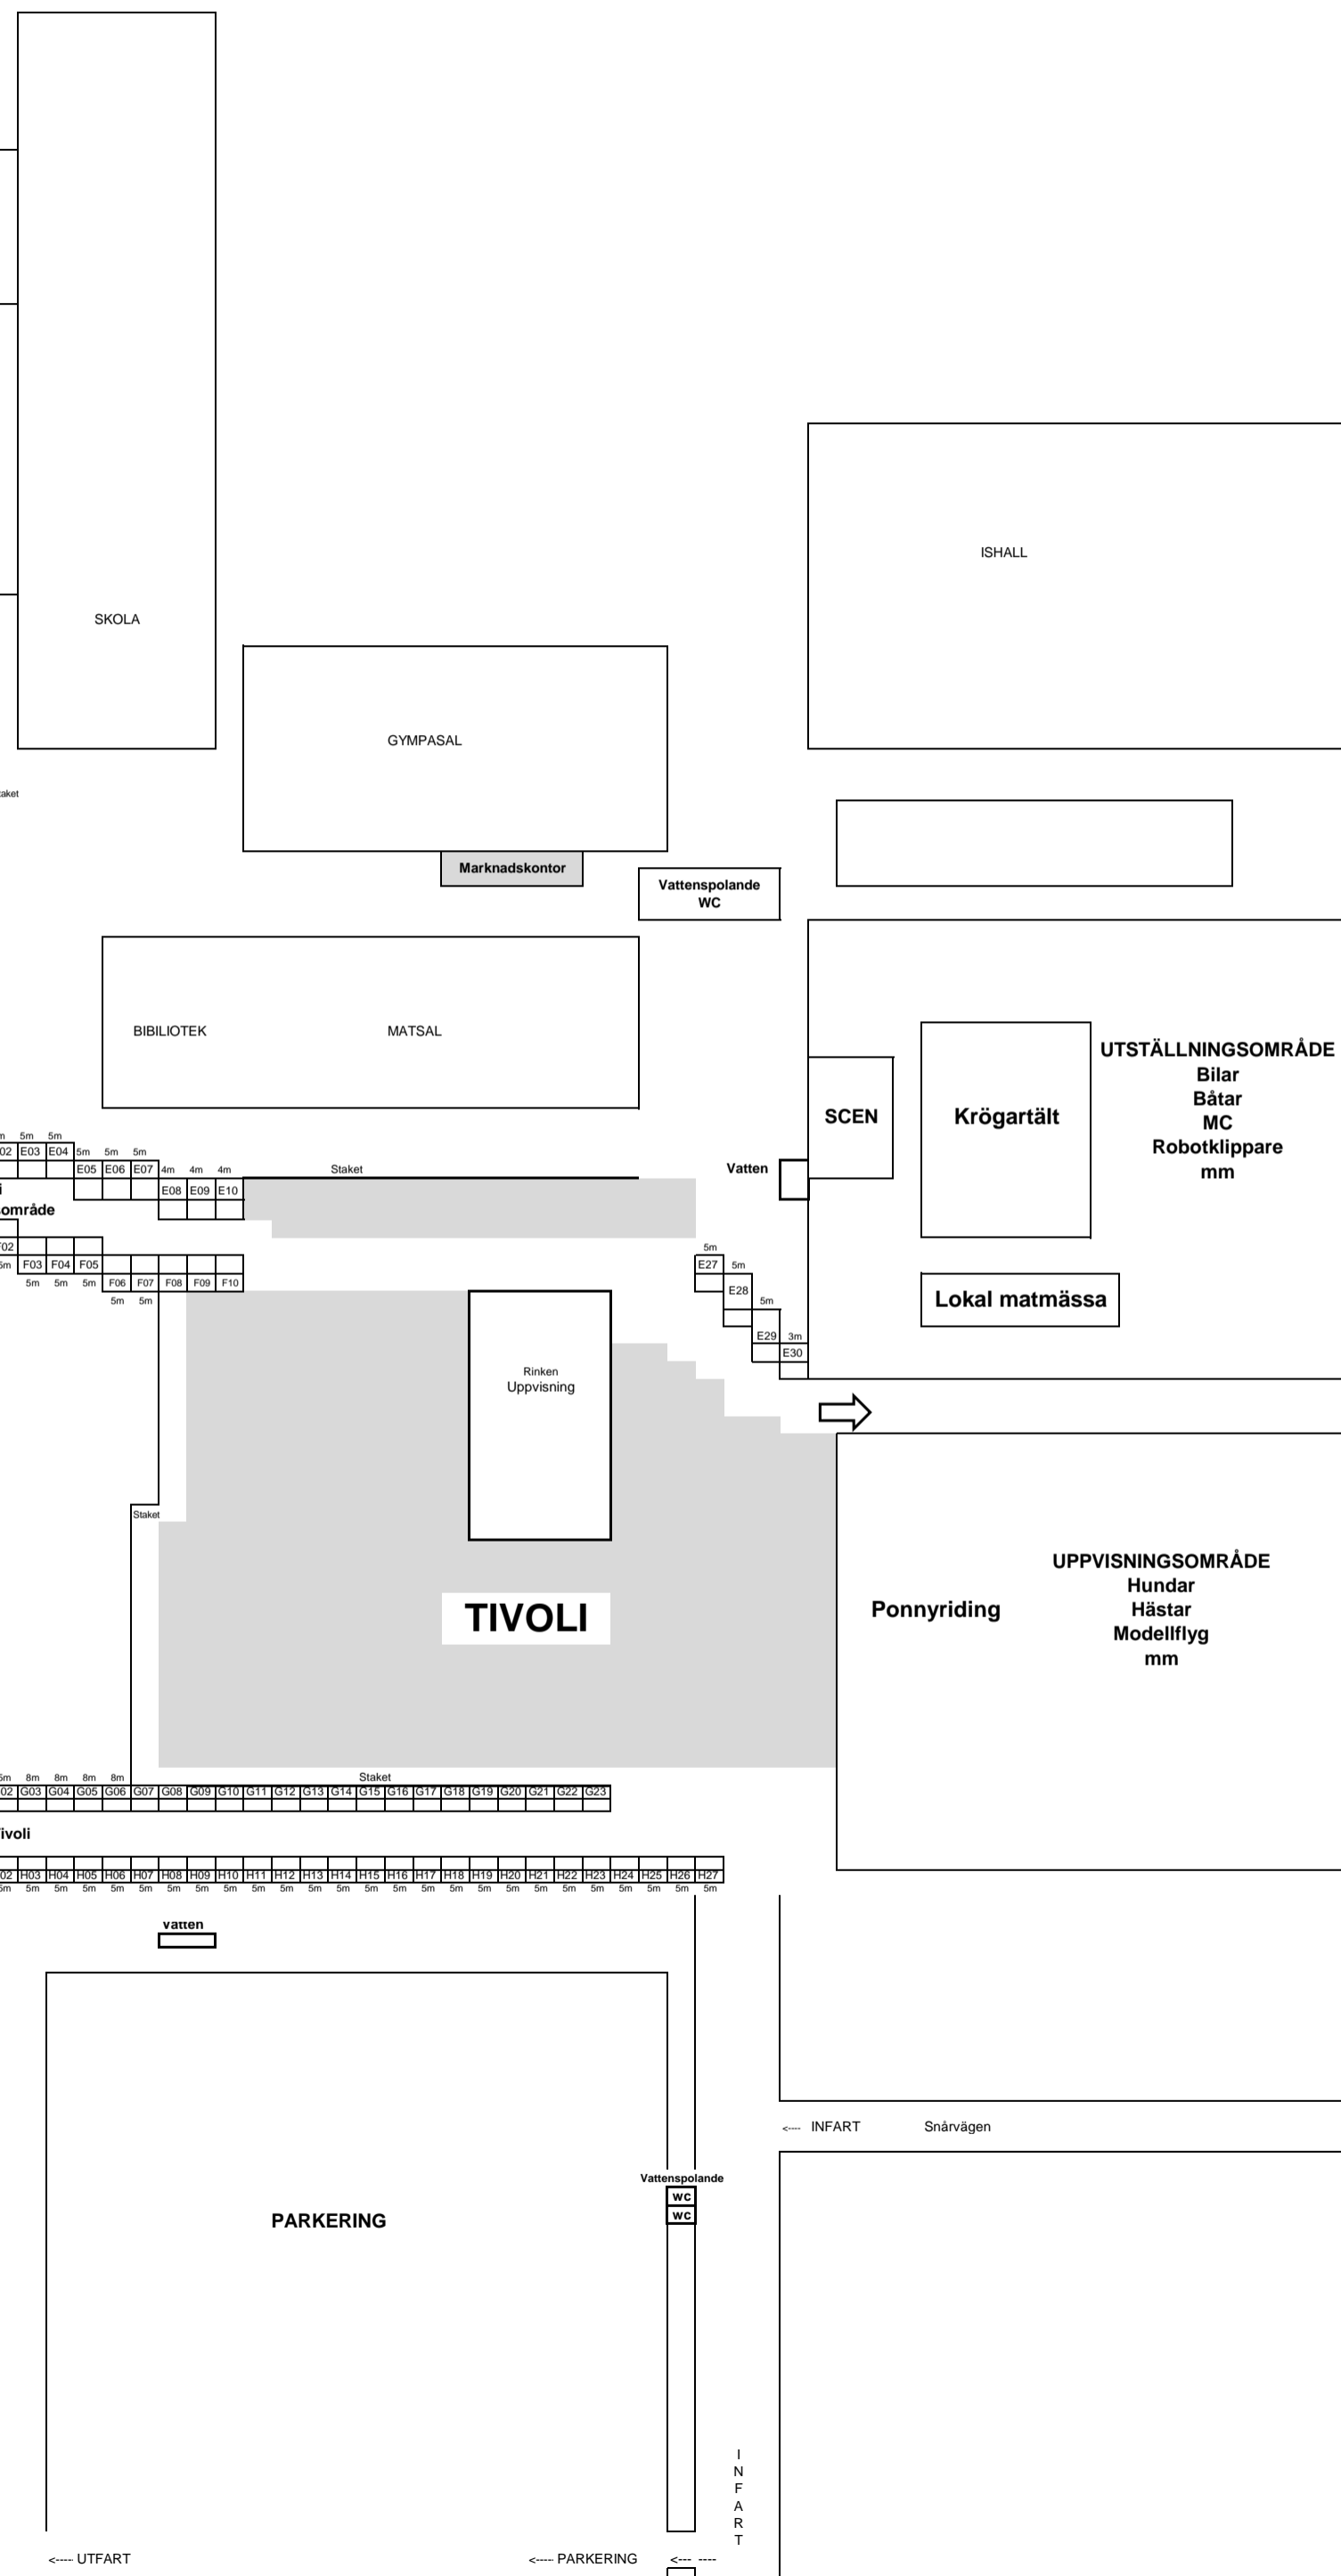 ISHALL
SKOLA
GYMPASAL
Marknadskontor
Vattenspolande
WC
BIBILIOTEK
MATSAL
UTSTÄLLNINGSOMRÅDE
Bilar
Båtar
MC
Robotklippare
mm
SCEN
Krögartält
5m 5m
E03 E04 5m 5m 5m
E05 E06 E07 4m 4m 4m
Staket
Vatten
E08 E09 E10
F03 F04 F05
5m 5m 5m F06 F07 F08 F09 F10
5m 5m
5m
E27 5m
E28
5m
E29 3m
E30
Lokal matmässa
Rinken
Uppvisning
Staket
TIVOLI
Ponnyriding
UPPVISNINGSOMRÅDE
Hundar
Hästar
Modellflyg
mm
8m 8m 8m 8m
Staket
G03 G04 G05 G06 G07 G08 G09 G10 G11 G12 G13 G14 G15 G16 G17 G18 G19 G20 G21 G22 G23
H03 H04 H05 H06 H07 H08 H09 H10 H11 H12 H13 H14 H15 H16 H17 H18 H19 H20 H21 H22 H23 H24 H25 H26 H27
5m 5m 5m 5m 5m 5m 5m 5m 5m 5m 5m 5m 5m 5m 5m 5m 5m 5m 5m 5m 5m 5m 5m 5m 5m
Vatten
<---- INFART Snårvägen
Vattenspolande
WC
WC
PARKERING
I
N
F
A
R
T
<---- UTFART
<---- PARKERING
<--- ----